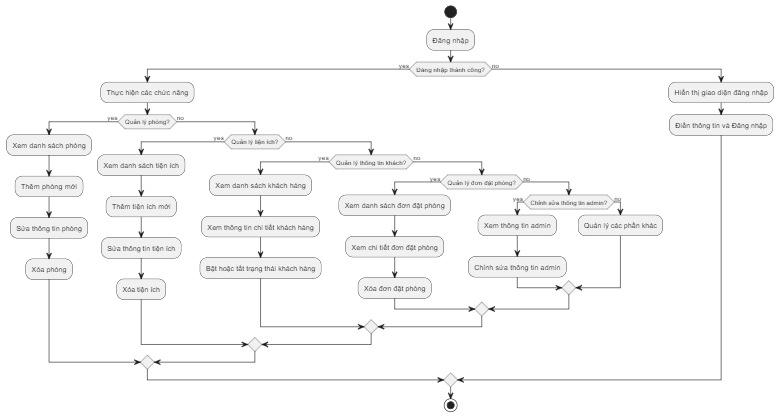 Đăng nhập
yes
Đăng nhập thành công?
no
Thực hiện các chức năng
Hiển thị giao diện đăng nhập
yes
Quản lý phòng?
no
Điền thông tin và Đăng nhập
Xem danh sách phòng
yes
Quản lý tiện ích?
no
Xem danh sách tiện ích
yes
Quản lý thông tin khách?
no
Thêm phòng mới
Xem danh sách khách hàng
yes
Quản lý đơn đặt phòng?
no
Thêm tiện ích mới
Xem danh sách đơn đặt phòng
yes
Chỉnh sửa thông tin admin?
no
Sửa thông tin phòng
Xem thông tin chi tiết khách hàng
Xem thông tin admin
Quản lý các phần khác
Sửa thông tin tiện ích
Xem chi tiết đơn đặt phòng
Xóa phòng
Bật hoặc tắt trạng thái khách hàng
Chỉnh sửa thông tin admin
Xóa tiện ích
Xóa đơn đặt phòng